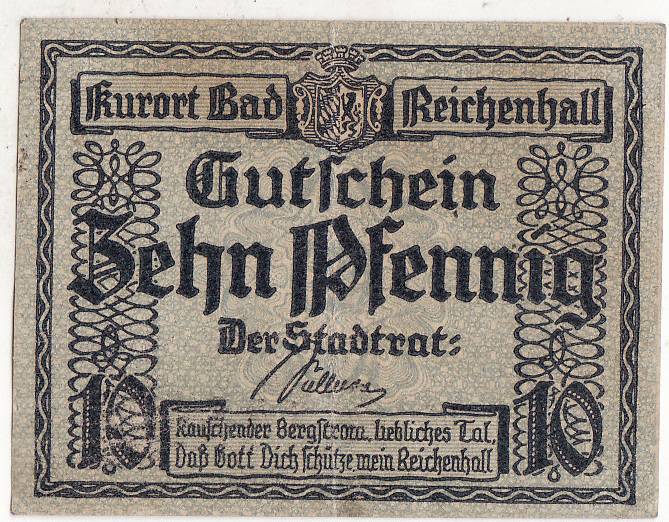 Kurort Bad Reichenhall
Gutschein
Zehn Pfennig
Der Stadtrat:
10 10
Rauschender Bergstrom, liebliches Tal,
Daß Gott Dich schütze, mein Reichenhall